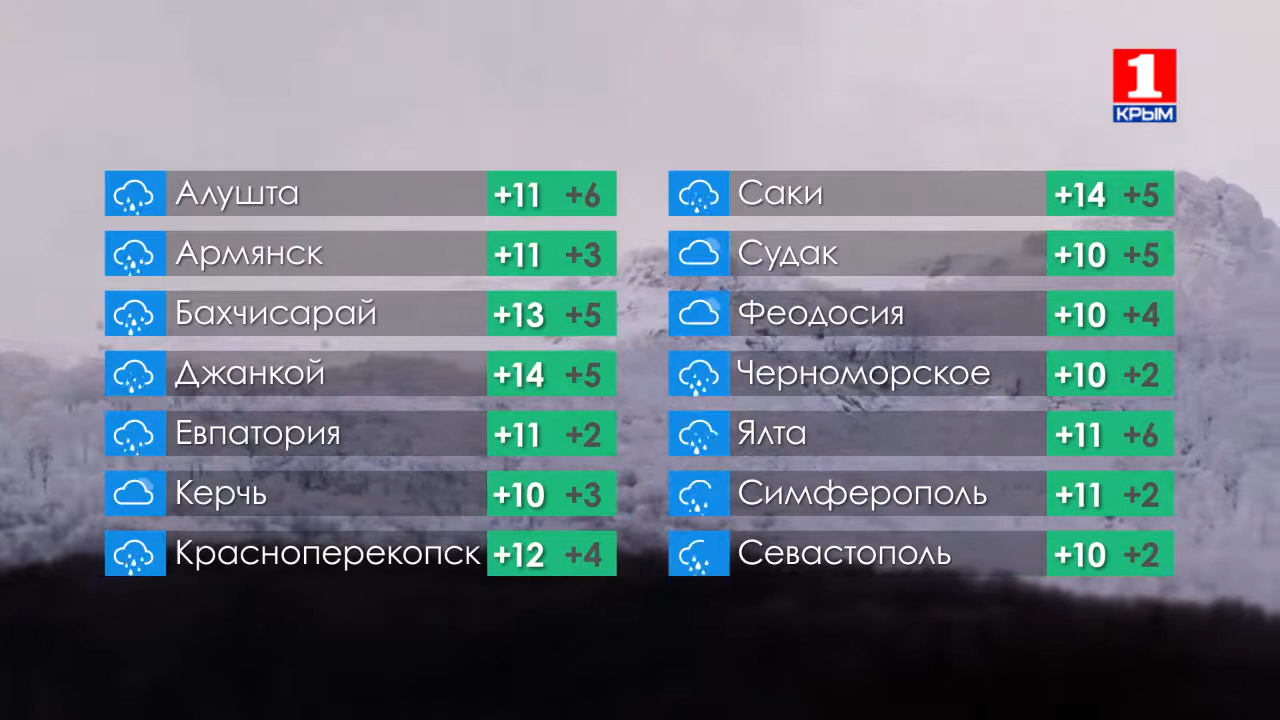 1
КРЫМ
Алушта +11 +6
Армянск +11 +3
Бахчисарай +13 +5
Джанкой +14 +5
Евпатория +11 +2
Керчь +10 +3
Красноперекопск +12 +4
Саки +14 +5
Судак +10 +5
Феодосия +10 +4
Черноморское +10 +2
Ялта +11 +6
Симферополь +11 +2
Севастополь +10 +2